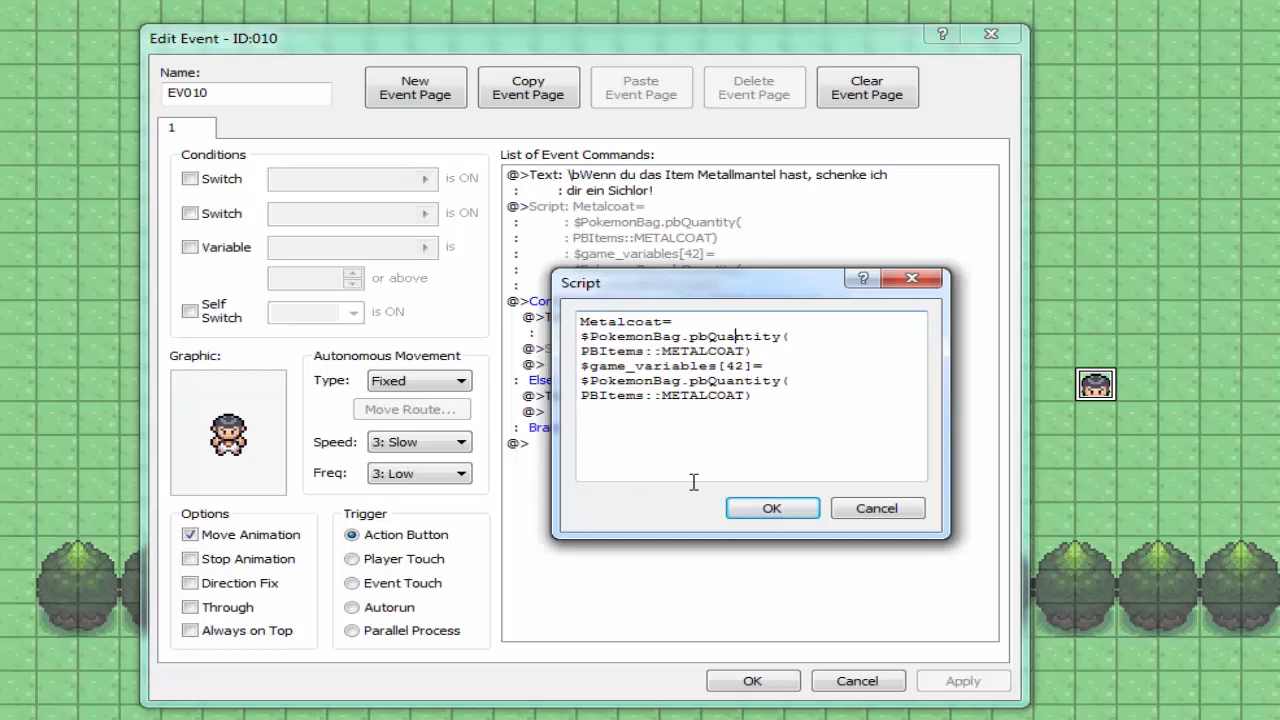 Edit Event - ID:010
?
Name:
EV010
New
Event Page
Copy
Event Page
Paste
Event Page
Delete
Event Page
Clear
Event Page
1
Conditions
Switch
is ON
Switch
is ON
Variable
is
or above
Self
Switch
is ON
Graphic:
Autonomous Movement
Type: Fixed
Move Route...
Speed: 3: Slow
Freq: 3: Low
Options
Move Animation
Stop Animation
Direction Fix
Through
Always on Top
Trigger
Action Button
Player Touch
Event Touch
Autorun
Parallel Process
List of Event Commands:
@>Text: \bWenn du das Item Metallmantel hast, schenke ich
: : dir ein Sichlor!
@>Script: Metalcoat=
: : $PokemonBag.pbQuantity(
: : PBItems::METALCOAT)
: : $game_variables[42]=
:
:
@>Con
@>T
:
@>S
@>
: Else
@>T
@>
: Bra
@>
Script
?
Metalcoat=
$PokemonBag.pbQuantity(
PBItems::METALCOAT)
$game_variables[42]=
$PokemonBag.pbQuantity(
PBItems::METALCOAT)
OK
Cancel
OK
Cancel
Apply